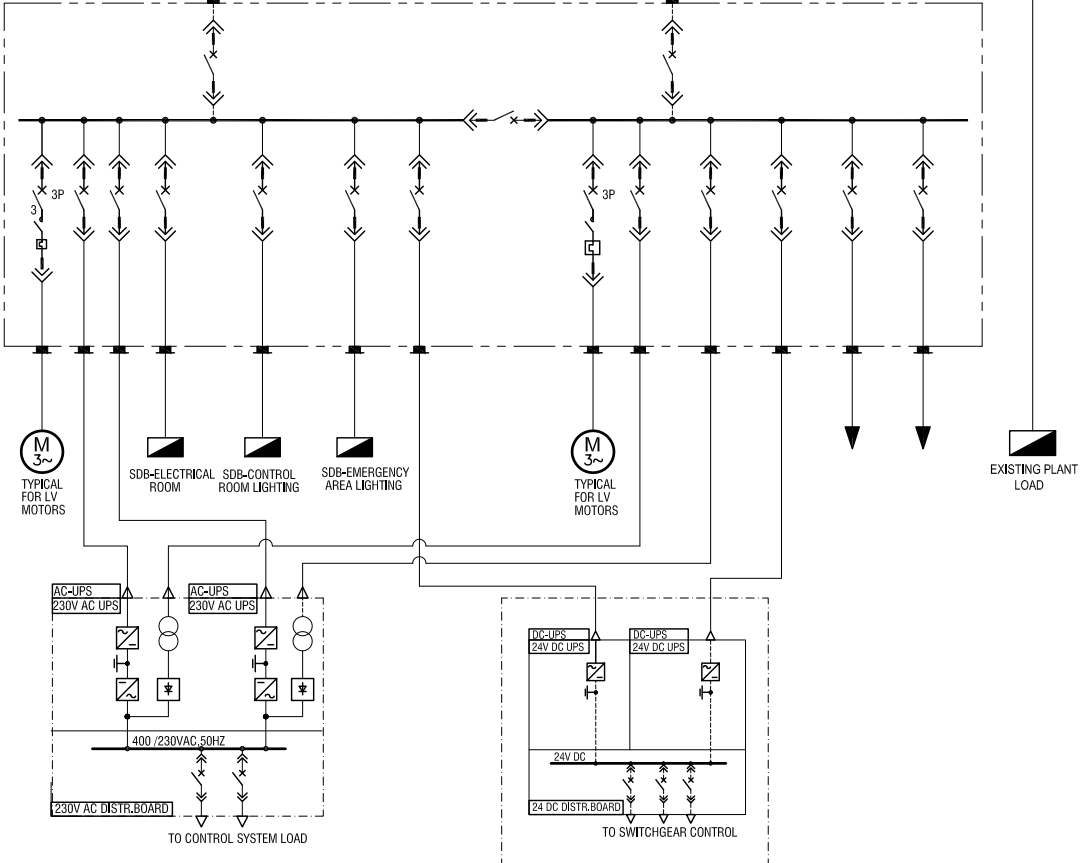 3P
3
3P
M
3~
TYPICAL
FOR LV
MOTORS
SDB-ELECTRICAL
ROOM
SDB-CONTROL
ROOM LIGHTING
SDB-EMERGENCY
AREA LIGHTING
M
3~
TYPICAL
FOR LV
MOTORS
EXISTING PLANT
LOAD
AC-UPS
230V AC UPS
AC-UPS
230V AC UPS
DC-UPS
24V DC UPS
DC-UPS
24V DC UPS
400 /230VAC,50HZ
24V DC
230V AC DISTR.BOARD
24 DC DISTR.BOARD
TO CONTROL SYSTEM LOAD
TO SWITCHGEAR CONTROL